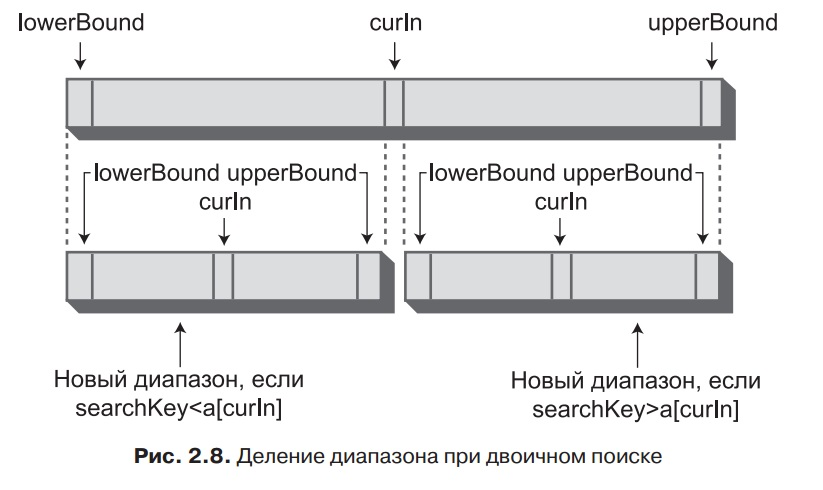 lowerBound curIn upperBound
lowerBound upperBound lowerBound upperBound
curIn curIn
Новый диапазон, если
searchKey<a[curIn]
Новый диапазон, если
searchKey>a[curIn]
Рис. 2.8. Деление диапазона при двоичном поиске